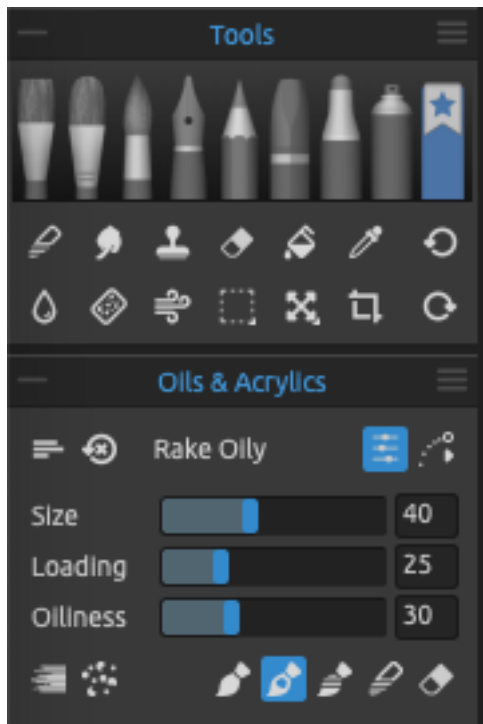 Tools
Oils & Acrylics
Rake Oily
Size 40
Loading 25
Oiliness 30